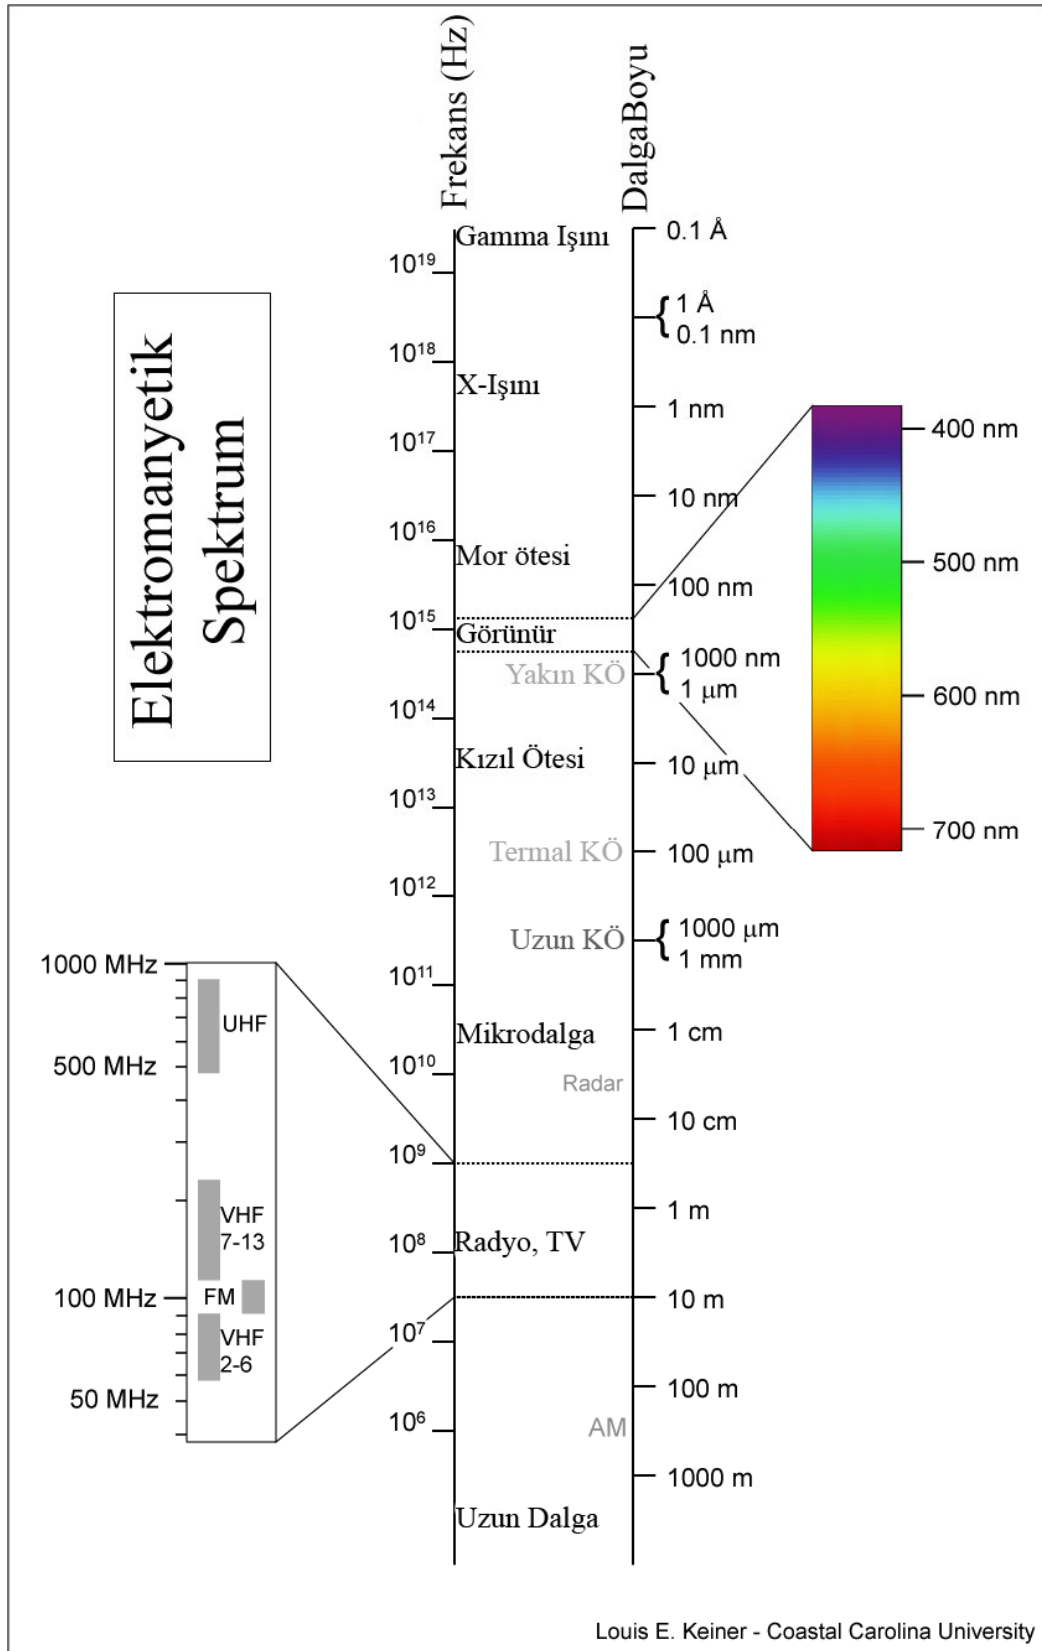 Elektromanyetik
Spektrum
Frekans (Hz)
DalgaBoyu
Gamma Işını
0.1 Å
10¹⁹
1 Å
0.1 nm
10¹⁸
X-Işını
1 nm
10¹⁷
10 nm
10¹⁶
Mor ötesi
100 nm
10¹⁵
Görünür
1000 nm
Yakın KÖ
1 μm
10¹⁴
Kızıl Ötesi
10 μm
10¹³
Termal KÖ
100 μm
10¹²
1000 μm
Uzun KÖ
1 mm
10¹¹
Mikrodalga
1 cm
10¹⁰
Radar
10 cm
10⁹
1 m
10⁸
Radyo, TV
10 m
10⁷
100 m
10⁶
AM
1000 m
Uzun Dalga
400 nm
500 nm
600 nm
700 nm
1000 MHz
UHF
500 MHz
VHF
7-13
100 MHz
FM
VHF
2-6
50 MHz
Louis E. Keiner - Coastal Carolina University